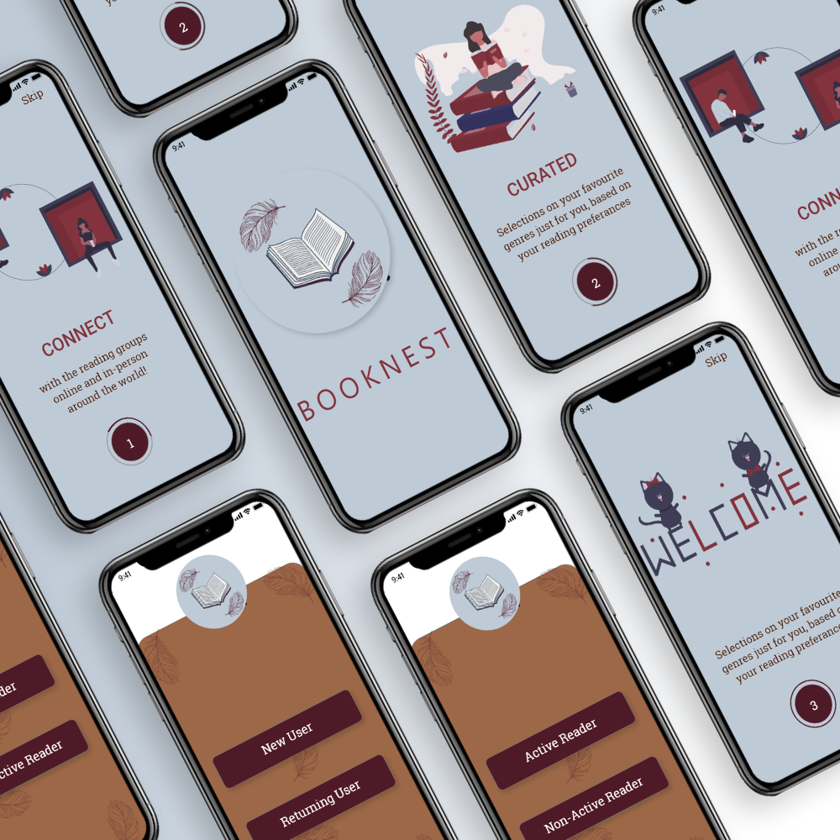 2
Skip
CONNECT
with the reading groups
online and in-person
around the world!
1
9:41
BOOKNEST
CURATED
Selections on your favourite
genres just for you, based on
your reading preferances
2
9:41
CONN
with the r
online
arou
9:41
Skip
WELCOME
Selections on your favourite
genres just for you, based o
your reading preferanc
3
der
ctive Reader
9:41
New User
Returning User
9:41
Active Reader
Non-Active Reader